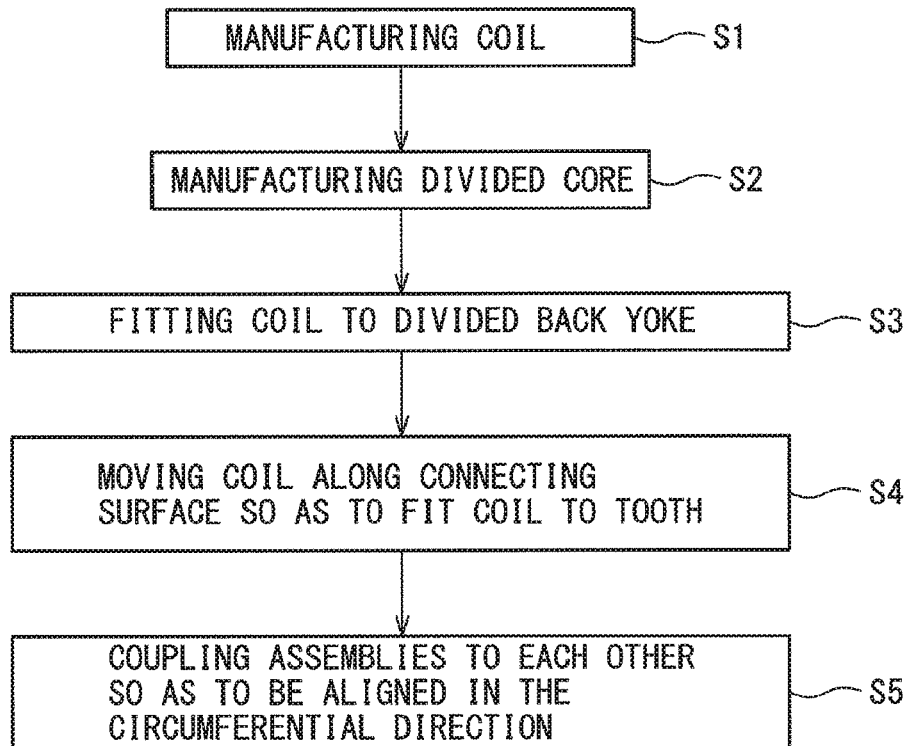 MANUFACTURING COIL
S1
MANUFACTURING DIVIDED CORE
S2
FITTING COIL TO DIVIDED BACK YOKE
S3
MOVING COIL ALONG CONNECTING
SURFACE SO AS TO FIT COIL TO TOOTH
S4
COUPLING ASSEMBLIES TO EACH OTHER
SO AS TO BE ALIGNED IN THE
CIRCUMFERENTIAL DIRECTION
S5